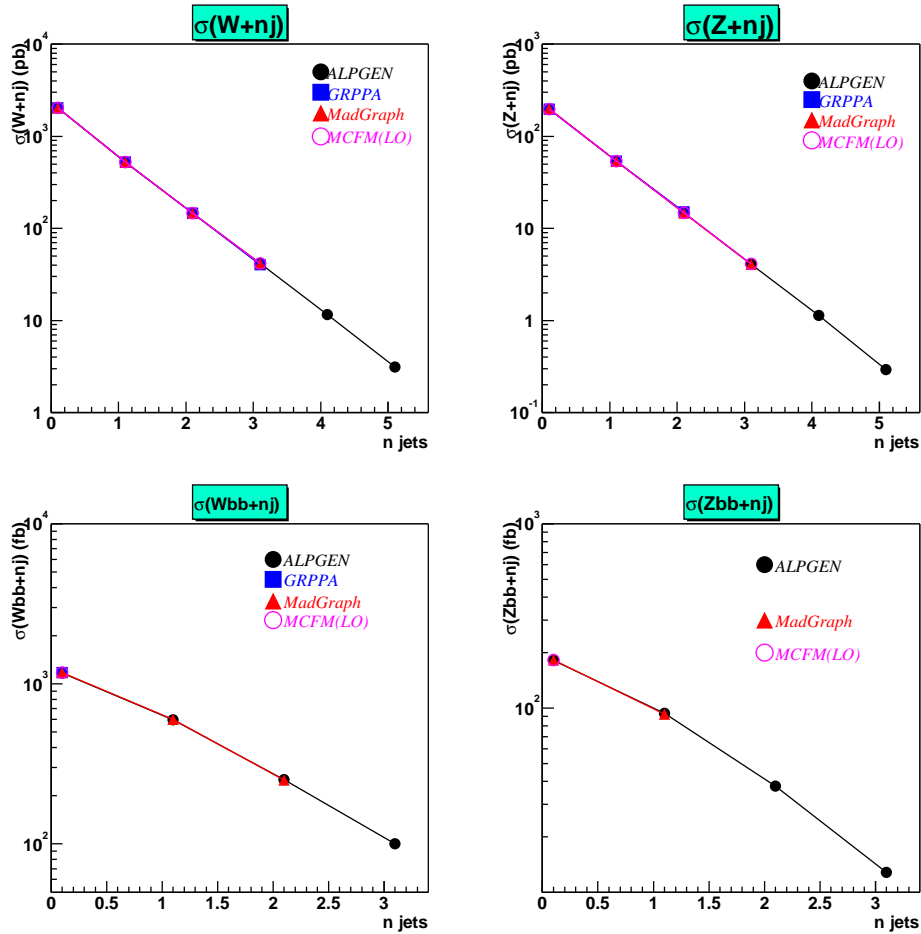 σ(W+nj)
σ(W+nj) (pb)
10^4
10^3
10^2
10
1
ALPGEN
GRPPA
MadGraph
MCFM(LO)
0 1 2 3 4 5
n jets
σ(Z+nj)
σ(Z+nj) (pb)
10^3
10^2
10
1
10^-1
ALPGEN
GRPPA
MadGraph
MCFM(LO)
0 1 2 3 4 5
n jets
σ(Wbb+nj)
σ(Wbb+nj) (fb)
10^4
10^3
10^2
ALPGEN
GRPPA
MadGraph
MCFM(LO)
0 0.5 1 1.5 2 2.5 3
n jets
σ(Zbb+nj)
σ(Zbb+nj) (fb)
10^3
10^2
ALPGEN
MadGraph
MCFM(LO)
0 0.5 1 1.5 2 2.5 3
n jets